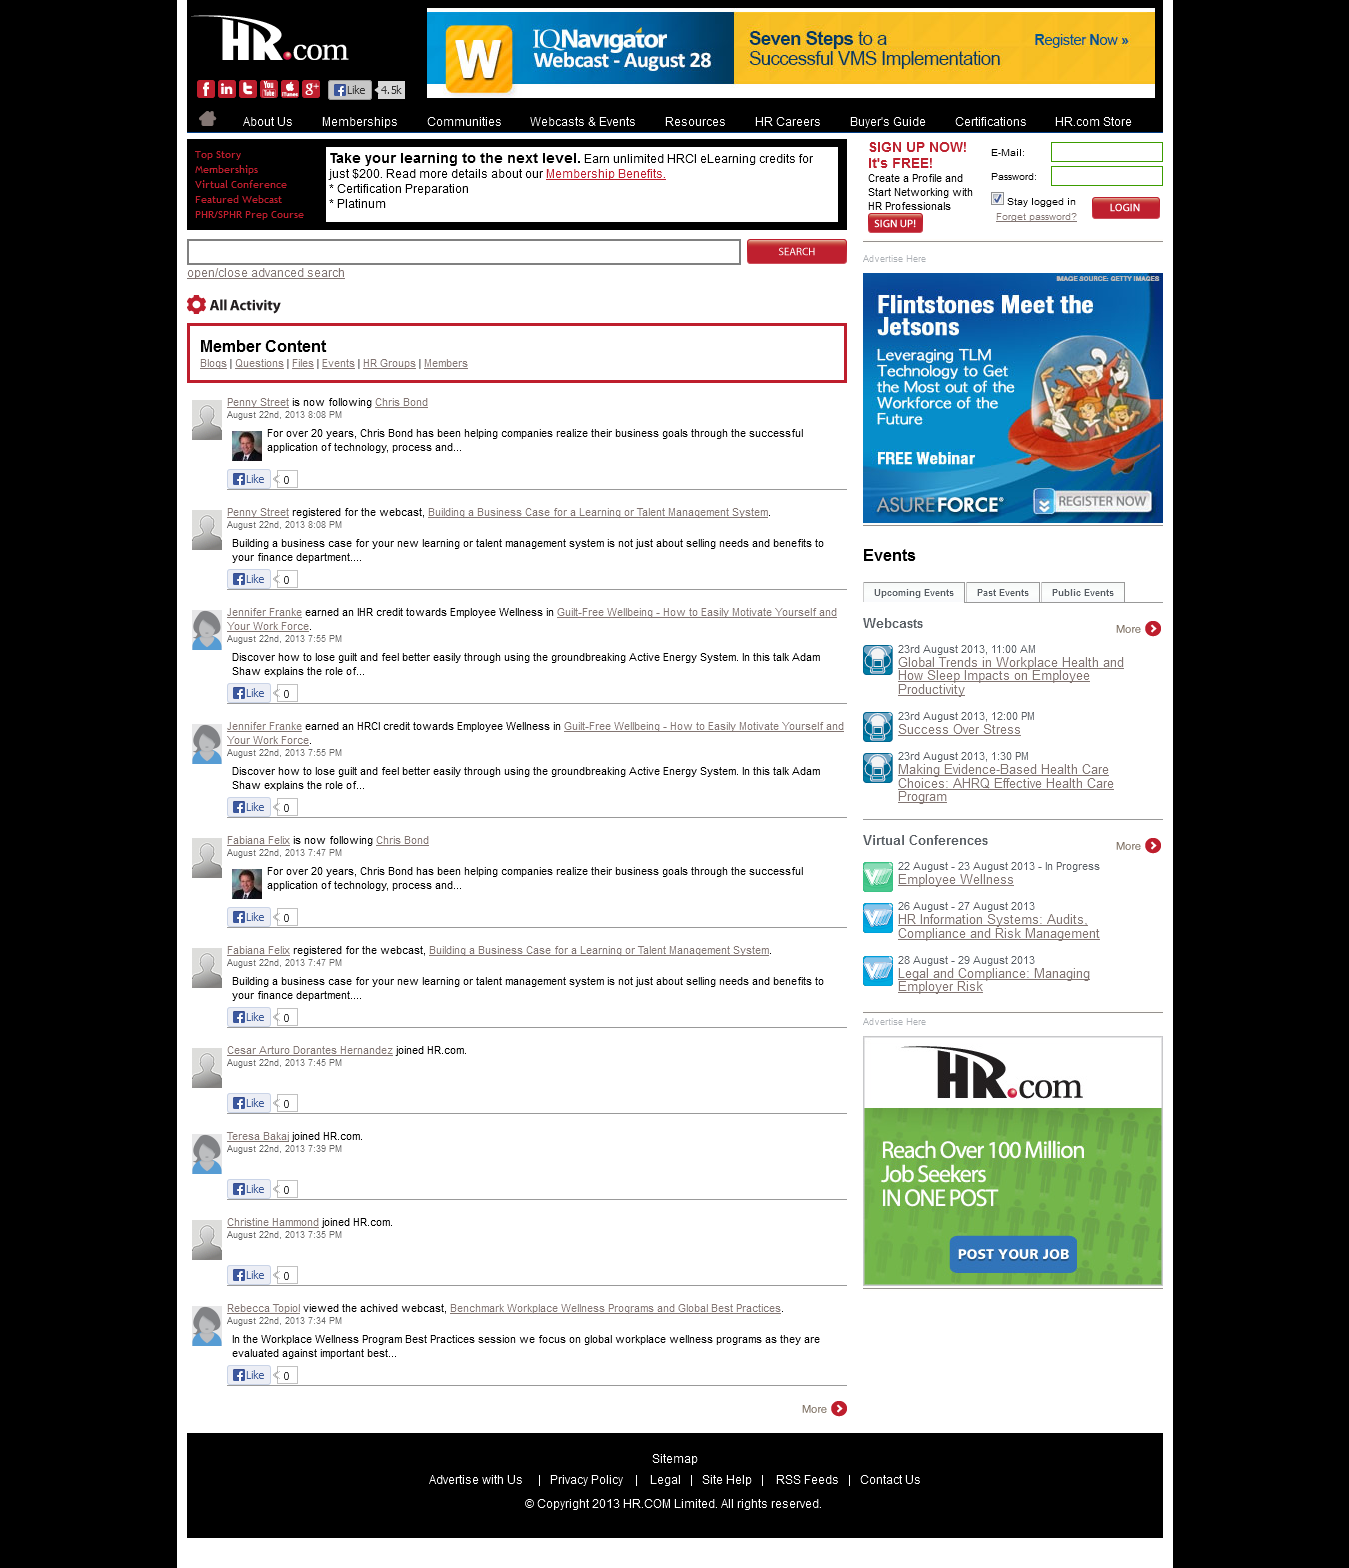 HR.com
IQNavigator
Webcast - August 28
Seven Steps to a
Successful VMS Implementation
Register Now »
Like 4.5k
About Us Memberships Communities Webcasts & Events Resources HR Careers Buyer's Guide Certifications HR.com Store
Top Story
Memberships
Virtual Conference
Featured Webcast
PHR/SPHR Prep Course
Take your learning to the next level. Earn unlimited HRCI eLearning credits for
just $200. Read more details about our Membership Benefits.
* Certification Preparation
* Platinum
SIGN UP NOW!
It's FREE!
Create a Profile and
Start Networking with
HR Professionals
SIGN UP!
E-Mail:
Password:
Stay logged in
Forget password?
LOGIN
SEARCH
open/close advanced search
All Activity
Member Content
Blogs | Questions | Files | Events | HR Groups | Members
Penny Street is now following Chris Bond
August 22nd, 2013 8:08 PM
For over 20 years, Chris Bond has been helping companies realize their business goals through the successful
application of technology, process and...
Like 0
Penny Street registered for the webcast, Building a Business Case for a Learning or Talent Management System.
August 22nd, 2013 8:08 PM
Building a business case for your new learning or talent management system is not just about selling needs and benefits to
your finance department....
Like 0
Jennifer Franke earned an IHR credit towards Employee Wellness in Guilt-Free Wellbeing - How to Easily Motivate Yourself and
Your Work Force.
August 22nd, 2013 7:55 PM
Discover how to lose guilt and feel better easily through using the groundbreaking Active Energy System. In this talk Adam
Shaw explains the role of...
Like 0
Jennifer Franke earned an HRCI credit towards Employee Wellness in Guilt-Free Wellbeing - How to Easily Motivate Yourself and
Your Work Force.
August 22nd, 2013 7:55 PM
Discover how to lose guilt and feel better easily through using the groundbreaking Active Energy System. In this talk Adam
Shaw explains the role of...
Like 0
Fabiana Felix is now following Chris Bond
August 22nd, 2013 7:47 PM
For over 20 years, Chris Bond has been helping companies realize their business goals through the successful
application of technology, process and...
Like 0
Fabiana Felix registered for the webcast, Building a Business Case for a Learning or Talent Management System.
August 22nd, 2013 7:47 PM
Building a business case for your new learning or talent management system is not just about selling needs and benefits to
your finance department....
Like 0
Cesar Arturo Dorantes Hernandez joined HR.com.
August 22nd, 2013 7:45 PM
Like 0
Teresa Bakaj joined HR.com.
August 22nd, 2013 7:39 PM
Like 0
Christine Hammond joined HR.com.
August 22nd, 2013 7:35 PM
Like 0
Rebecca Topiol viewed the achived webcast, Benchmark Workplace Wellness Programs and Global Best Practices.
August 22nd, 2013 7:34 PM
In the Workplace Wellness Program Best Practices session we focus on global workplace wellness programs as they are
evaluated against important best...
Like 0
More
Advertise Here
IMAGE SOURCE: GETTY IMAGES
Flintstones Meet the
Jetsons
Leveraging TLM
Technology to Get
the Most out of the
Workforce of the
Future
FREE Webinar
ASUREFORCE®
REGISTER NOW
Events
Upcoming Events Past Events Public Events
Webcasts
More
23rd August 2013, 11:00 AM
Global Trends in Workplace Health and
How Sleep Impacts on Employee
Productivity
23rd August 2013, 12:00 PM
Success Over Stress
23rd August 2013, 1:30 PM
Making Evidence-Based Health Care
Choices: AHRQ Effective Health Care
Program
Virtual Conferences
More
22 August - 23 August 2013 - In Progress
Employee Wellness
26 August - 27 August 2013
HR Information Systems: Audits,
Compliance and Risk Management
28 August - 29 August 2013
Legal and Compliance: Managing
Employer Risk
Advertise Here
HR.com
Reach Over 100 Million
Job Seekers
IN ONE POST
POST YOUR JOB
Sitemap
Advertise with Us | Privacy Policy | Legal | Site Help | RSS Feeds | Contact Us
© Copyright 2013 HR.COM Limited. All rights reserved.